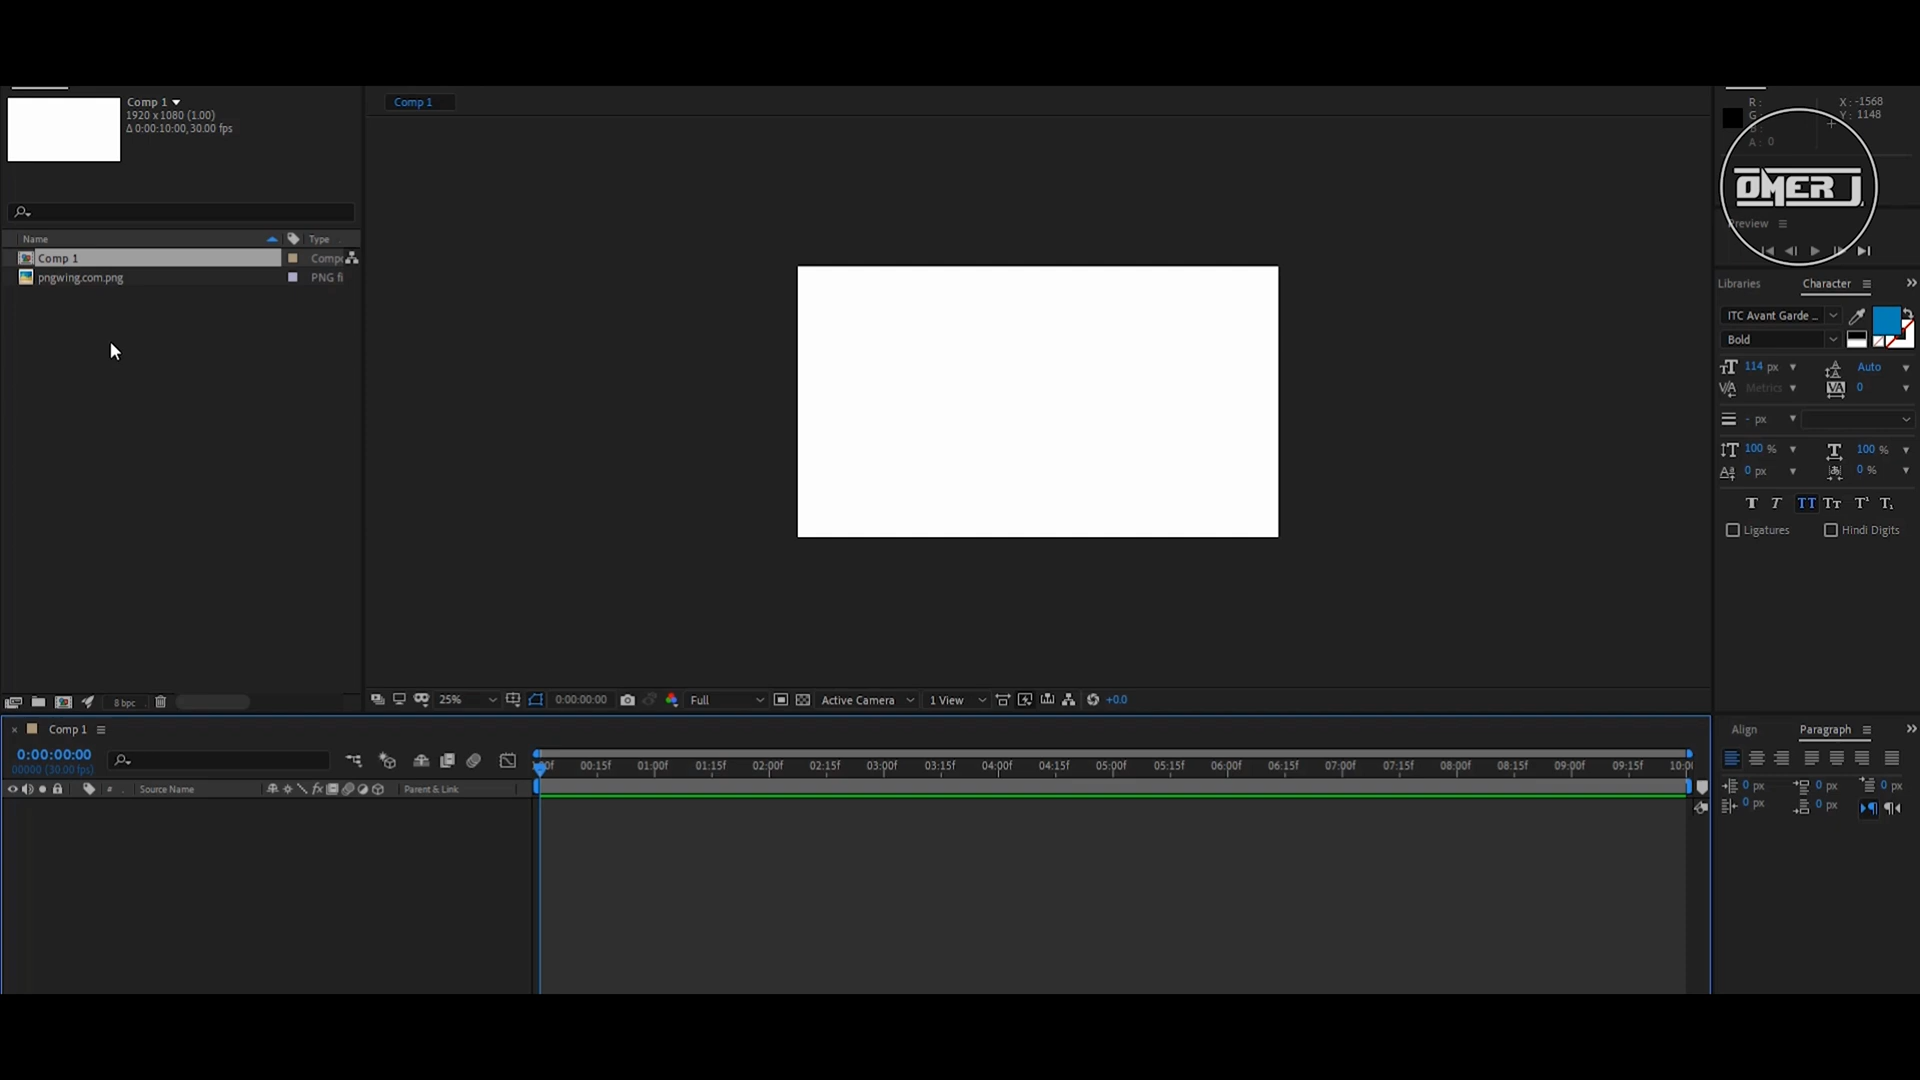 Comp 1
1920 x 1080 (1.00)
Δ 0:00:10:00, 30.00 fps
Name
Type
Comp 1
pngwing.com.png
PNG fi
Comp 1
R :
G :
B :
A : 0
X : -1568
Y : 1148
OMER J
Preview
Libraries
Character
ITC Avant Garde ...
Bold
114 px
Auto
Metrics
0
- px
100 %
100 %
0 px
0 %
T T TT Tт T¹ T₁
Ligatures
Hindi Digits
8 bpc
25%
0:00:00:00
Full
Active Camera
1 View
+0.0
Comp 1
0:00:00:00
00000 (30.00 fps)
00:15f 01:00f 01:15f 02:00f 02:15f 03:00f 03:15f 04:00f 04:15f 05:00f 05:15f 06:00f 06:15f 07:00f 07:15f 08:00f 08:15f 09:00f 09:15f
#
Source Name
fx
Parent & Link
Align
Paragraph
0 px
0 px
0 px
0 px
0 px